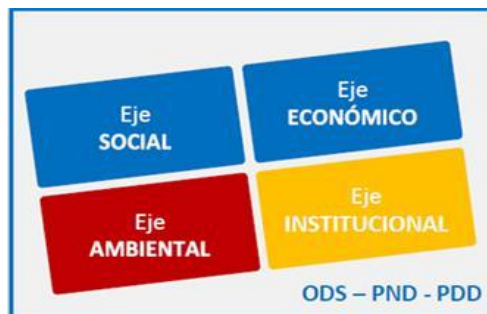 Eje
SOCIAL
Eje
ECONÓMICO
Eje
AMBIENTAL
Eje
INSTITUCIONAL
ODS – PND - PDD